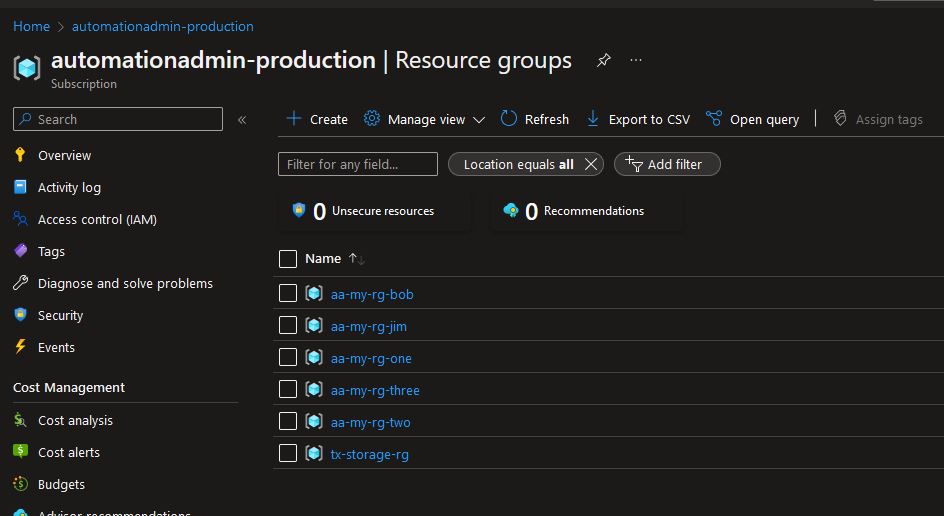 Home > automationadmin-production
automationadmin-production | Resource groups
Subscription
Search
«
Overview
Activity log
Access control (IAM)
Tags
Diagnose and solve problems
Security
Events
Cost Management
Cost analysis
Cost alerts
Budgets
Advisor recommendations
Create Manage view Refresh Export to CSV Open query Assign tags
Filter for any field... Location equals all Add filter
0 Unsecure resources 0 Recommendations
Name ↑↓
aa-my-rg-bob
aa-my-rg-jim
aa-my-rg-one
aa-my-rg-three
aa-my-rg-two
tx-storage-rg